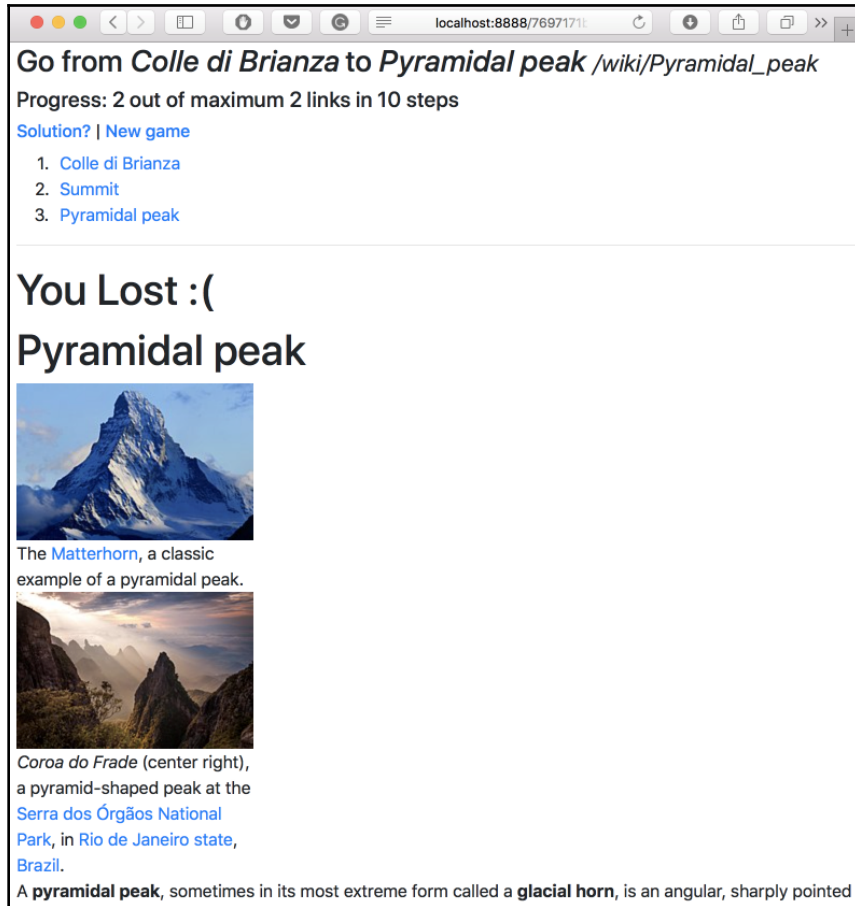 localhost:8888/7697171
Go from Colle di Brianza to Pyramidal peak /wiki/Pyramidal_peak
Progress: 2 out of maximum 2 links in 10 steps
Solution? | New game
1. Colle di Brianza
2. Summit
3. Pyramidal peak
You Lost :(
Pyramidal peak
The Matterhorn, a classic
example of a pyramidal peak.
Coroa do Frade (center right),
a pyramid-shaped peak at the
Serra dos Órgãos National
Park, in Rio de Janeiro state,
Brazil.
A pyramidal peak, sometimes in its most extreme form called a glacial horn, is an angular, sharply pointed